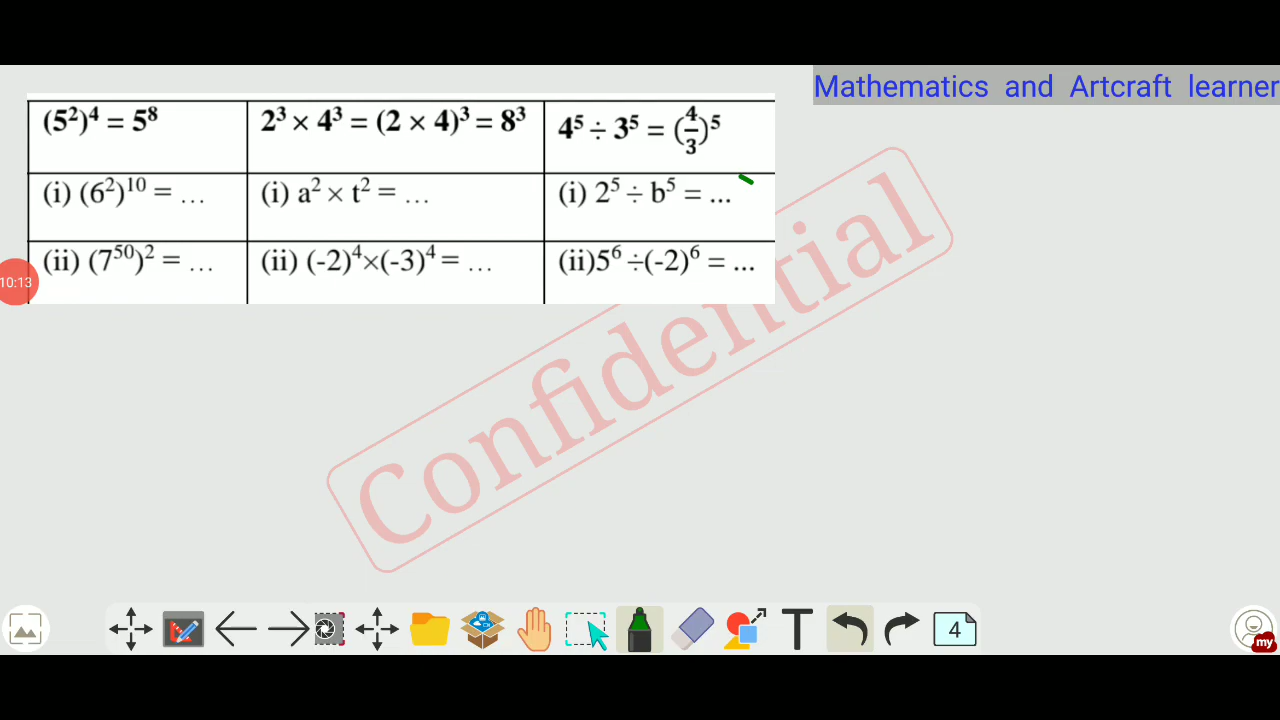 Mathematics and Artcraft learner
(5²)⁴ = 5⁸
2³ × 4³ = (2 × 4)³ = 8³
4⁵ ÷ 3⁵ = (4/3)⁵
(i) (6²)¹⁰ = …
(i) a² × t² = …
(i) 2⁵ ÷ b⁵ = ...
(ii) (7⁵⁰)² = …
(ii) (-2)⁴×(-3)⁴ = …
(ii)5⁶ ÷(-2)⁶ = ...
10:13
Confidential
T
4
my